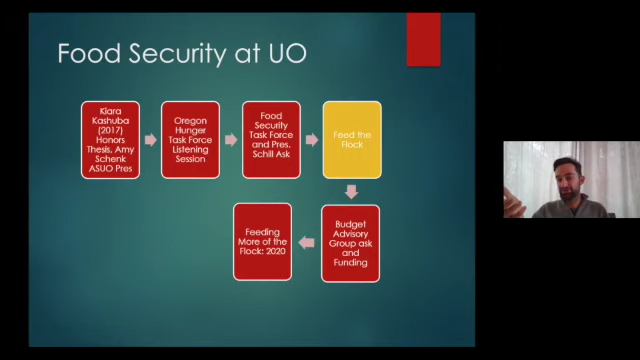 Food Security at UO
Kiara
Kashuba
(2017) Honors
Thesis, Amy
Schenk
ASUO Pres
Oregon
Hunger
Task Force
Listening
Session
Food
Security
Task Force
and Pres.
Schill Ask
Feed the
Flock
Budget
Advisory
Group ask
and
Funding
Feeding
More of the
Flock: 2020